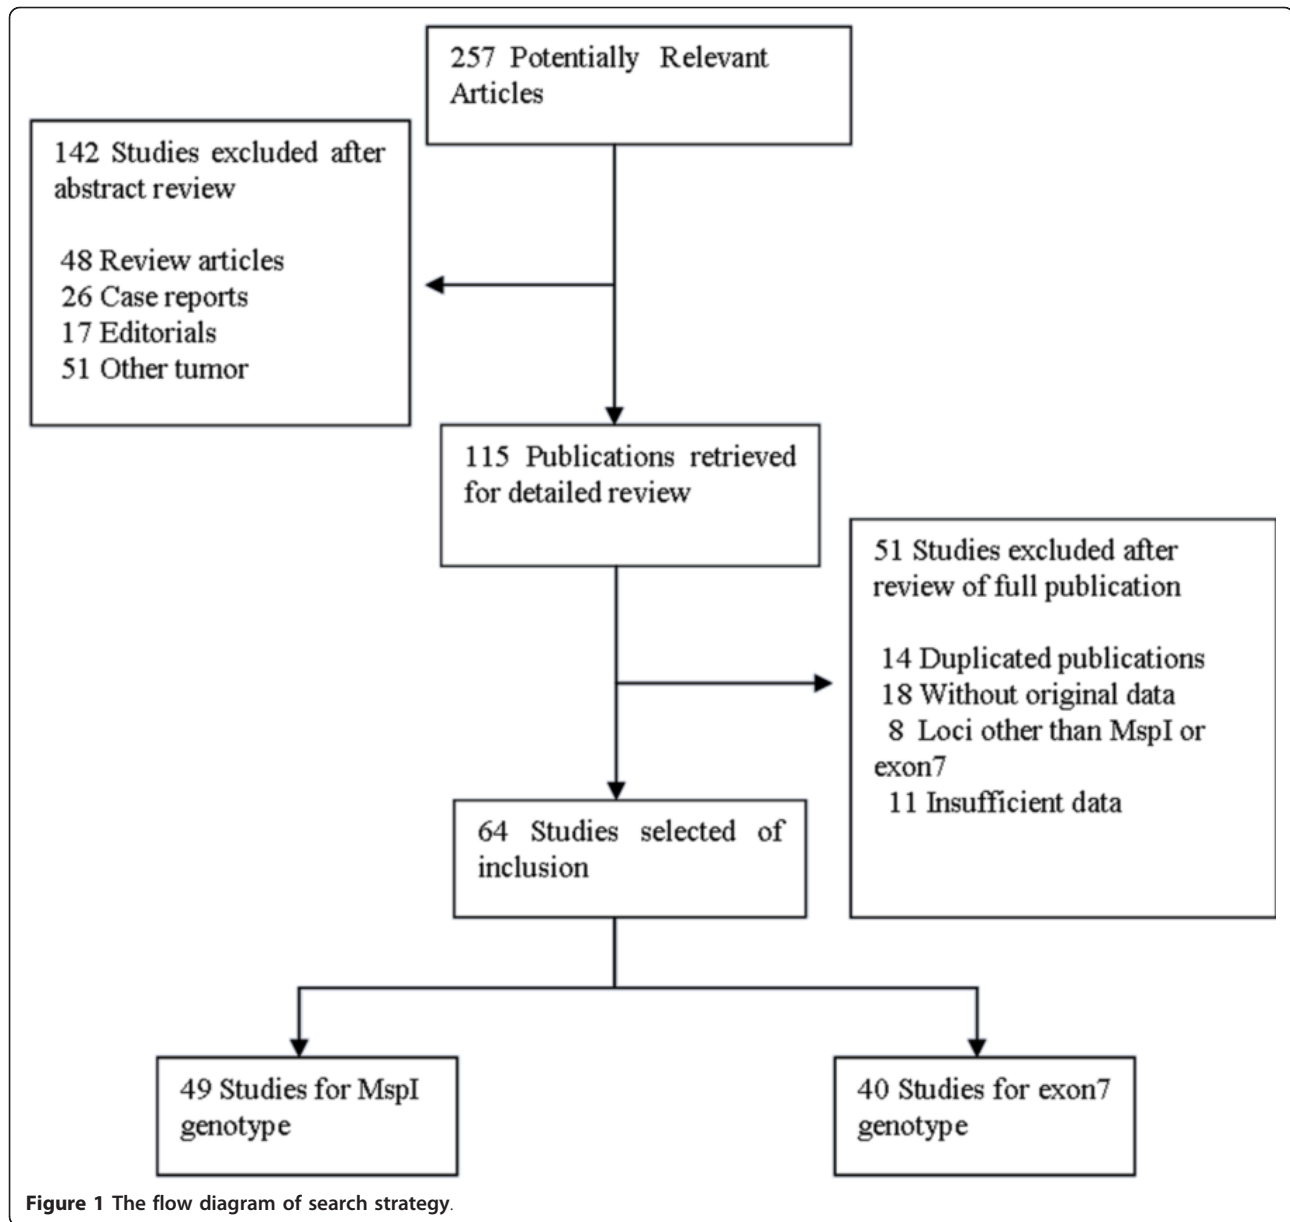 257 Potentially Relevant
Articles
142 Studies excluded after
abstract review
48 Review articles
26 Case reports
17 Editorials
51 Other tumor
115 Publications retrieved
for detailed review
51 Studies excluded after
review of full publication
14 Duplicated publications
18 Without original data
8 Loci other than MspI or
exon7
11 Insufficient data
64 Studies selected of
inclusion
49 Studies for MspI
genotype
40 Studies for exon7
genotype
Figure 1 The flow diagram of search strategy.